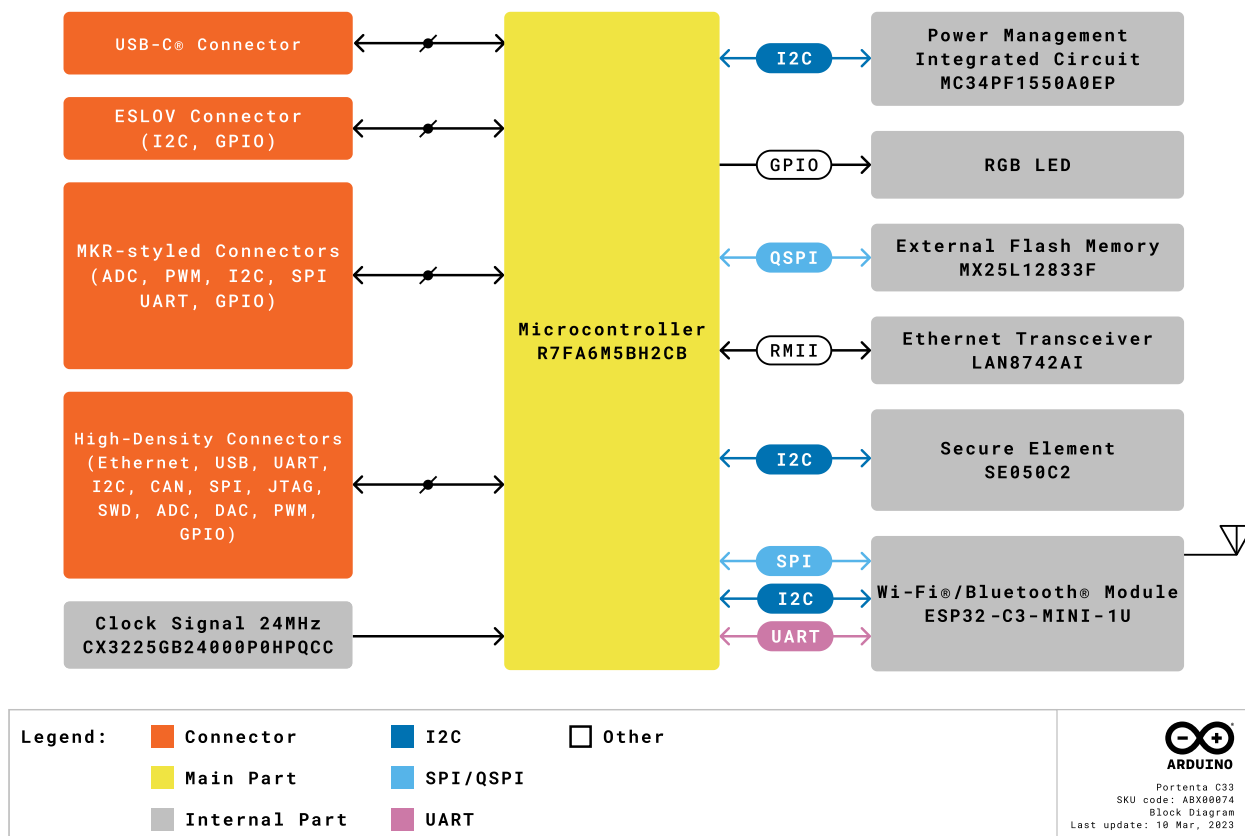 USB-C® Connector
ESLOV Connector
(I2C, GPIO)
MKR-styled Connectors
(ADC, PWM, I2C, SPI
UART, GPIO)
High-Density Connectors
(Ethernet, USB, UART,
I2C, CAN, SPI, JTAG,
SWD, ADC, DAC, PWM,
GPIO)
Clock Signal 24MHz
CX3225GB24000P0HPQCC
Microcontroller
R7FA6M5BH2CB
I2C
GPIO
QSPI
RMII
I2C
SPI
I2C
UART
Power Management
Integrated Circuit
MC34PF1550A0EP
RGB LED
External Flash Memory
MX25L12833F
Ethernet Transceiver
LAN8742AI
Secure Element
SE050C2
Wi-Fi®/Bluetooth® Module
ESP32-C3-MINI-1U
Legend:
Connector
Main Part
Internal Part
I2C
SPI/QSPI
UART
Other
ARDUINO
Portenta C33
SKU code: ABX00074
Block Diagram
Last update: 10 Mar, 2023